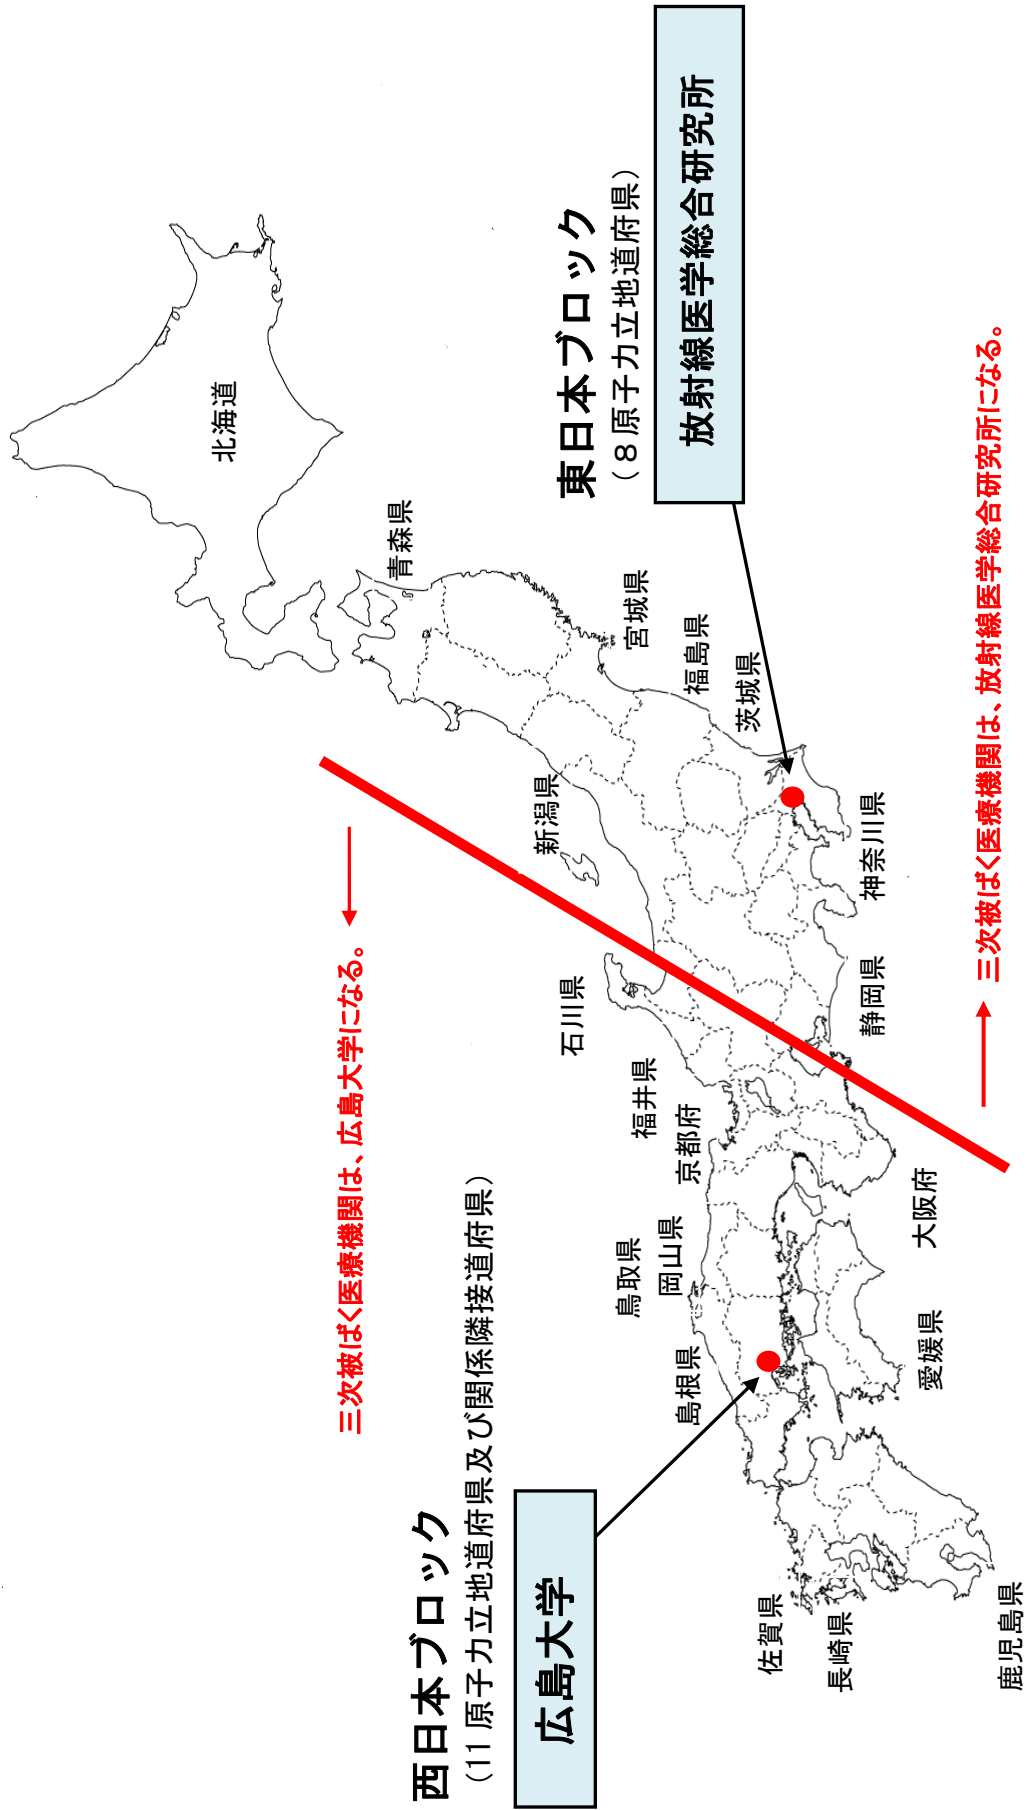 西日本ブロック
（11原子力立地道府県及び関係隣接道府県）
広島大学
三次被ばく医療機関は、広島大学になる。
東日本ブロック
（８原子力立地道府県）
放射線医学総合研究所
三次被ばく医療機関は、放射線医学総合研究所になる。
北海道
青森県
宮城県
福島県
茨城県
新潟県
神奈川県
静岡県
石川県
福井県
京都府
大阪府
鳥取県
岡山県
島根県
愛媛県
佐賀県
長崎県
鹿児島県